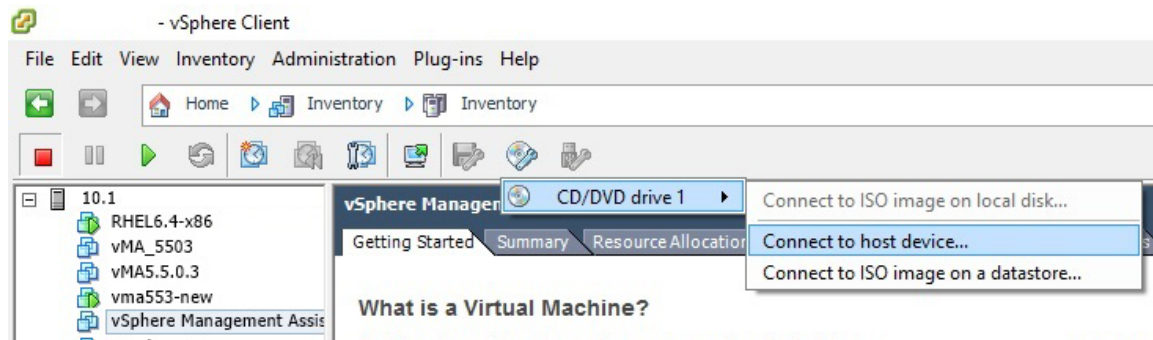 - vSphere Client
File Edit View Inventory Administration Plug-ins Help
Home Inventory Inventory
10.1
RHEL6.4-x86
vMA_5503
vMA5.5.0.3
vma553-new
vSphere Management Assis
vSphere Managen
CD/DVD drive 1
Connect to ISO image on local disk...
Connect to host device...
Connect to ISO image on a datastore...
Getting Started Summary Resource Allocation
What is a Virtual Machine?